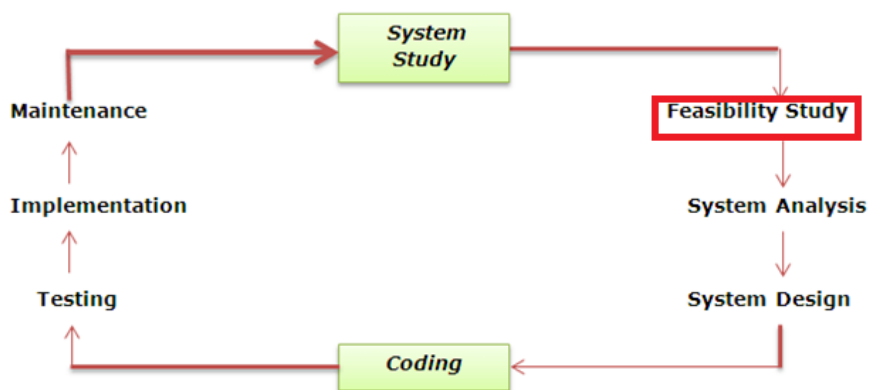 System
Study
Maintenance
Feasibility Study
Implementation
System Analysis
Testing
System Design
Coding